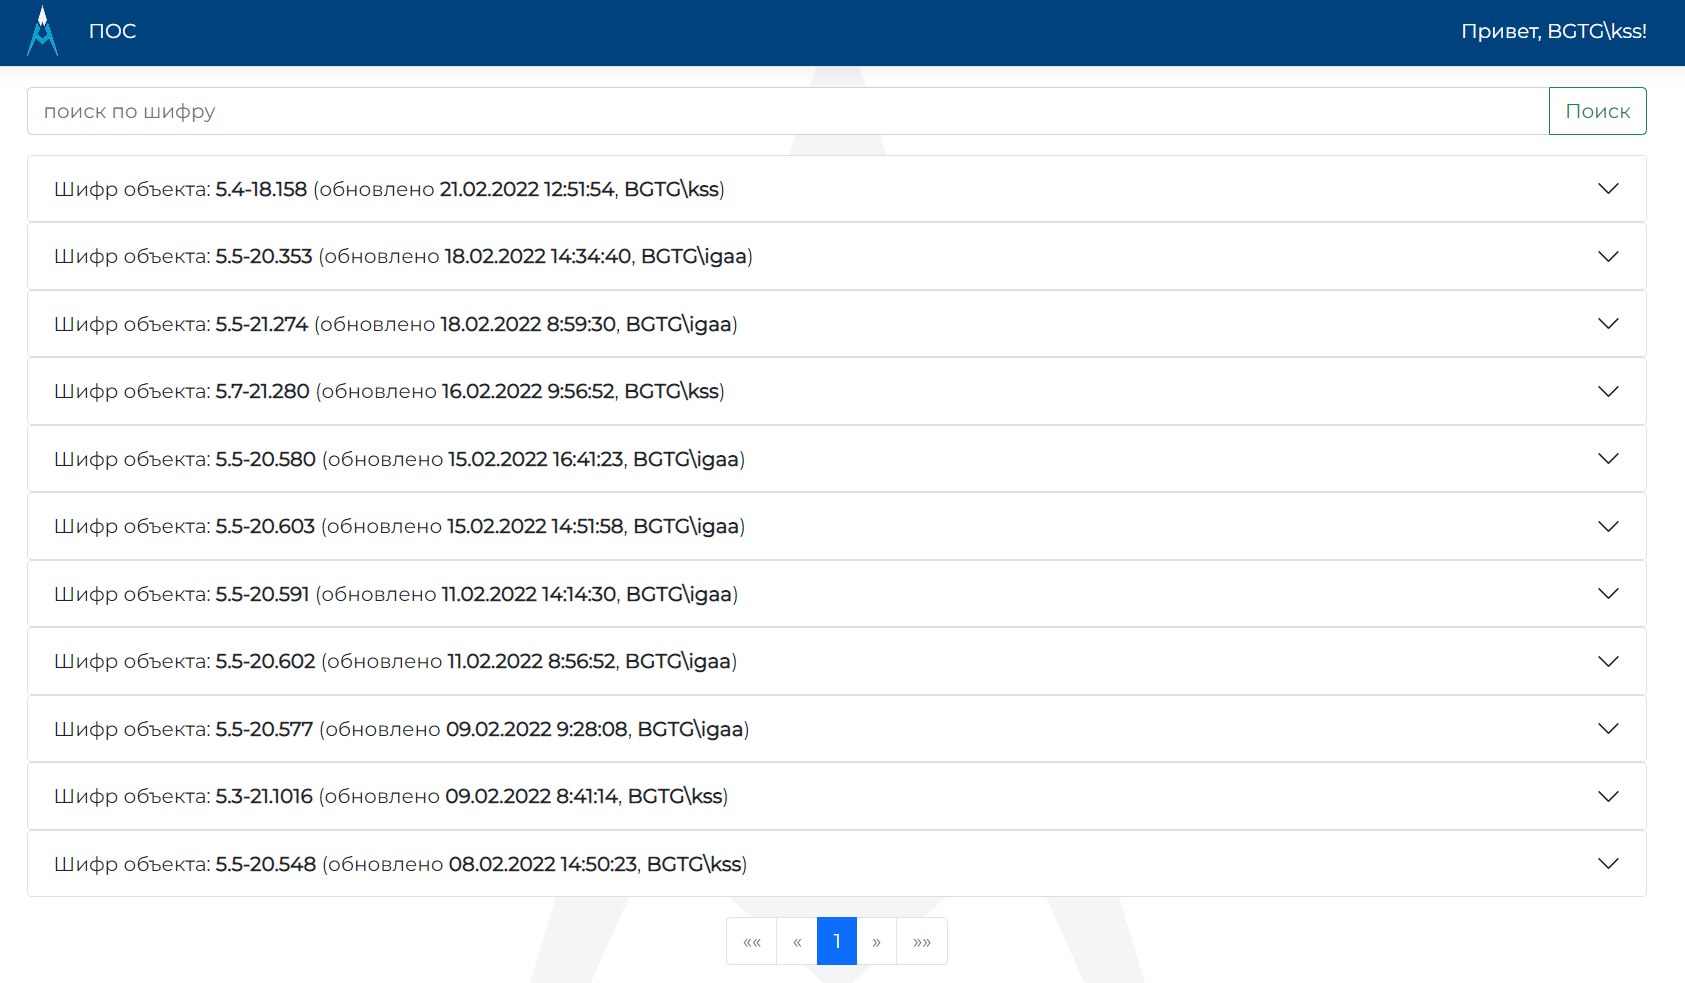 ПОС
Привет, BGTG\kss!
поиск по шифру
Поиск
Шифр объекта: 5.4-18.158 (обновлено 21.02.2022 12:51:54, BGTG\kss)
Шифр объекта: 5.5-20.353 (обновлено 18.02.2022 14:34:40, BGTG\igaa)
Шифр объекта: 5.5-21.274 (обновлено 18.02.2022 8:59:30, BGTG\igaa)
Шифр объекта: 5.7-21.280 (обновлено 16.02.2022 9:56:52, BGTG\kss)
Шифр объекта: 5.5-20.580 (обновлено 15.02.2022 16:41:23, BGTG\igaa)
Шифр объекта: 5.5-20.603 (обновлено 15.02.2022 14:51:58, BGTG\igaa)
Шифр объекта: 5.5-20.591 (обновлено 11.02.2022 14:14:30, BGTG\igaa)
Шифр объекта: 5.5-20.602 (обновлено 11.02.2022 8:56:52, BGTG\igaa)
Шифр объекта: 5.5-20.577 (обновлено 09.02.2022 9:28:08, BGTG\igaa)
Шифр объекта: 5.3-21.1016 (обновлено 09.02.2022 8:41:14, BGTG\kss)
Шифр объекта: 5.5-20.548 (обновлено 08.02.2022 14:50:23, BGTG\kss)
«« « 1 » »»